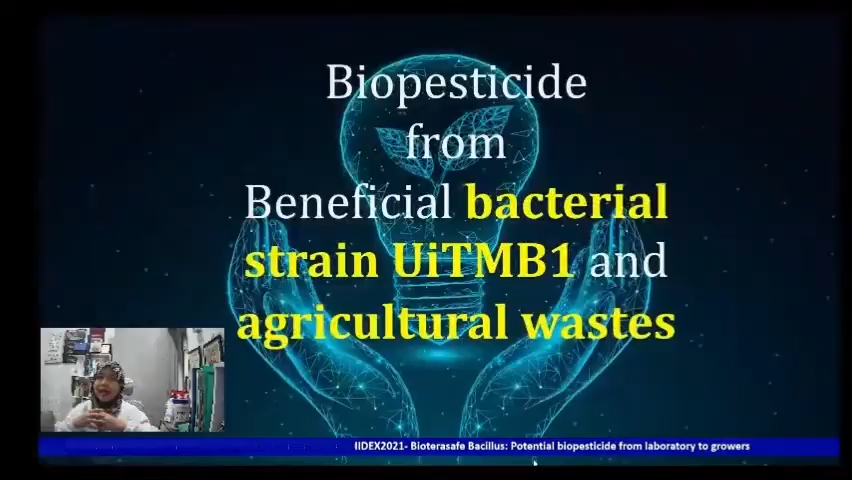 Biopesticide
from
Beneficial bacterial
strain UiTMB1 and
agricultural wastes
IIDEX2021- Bioterasafe Bacillus: Potential biopesticide from laboratory to growers